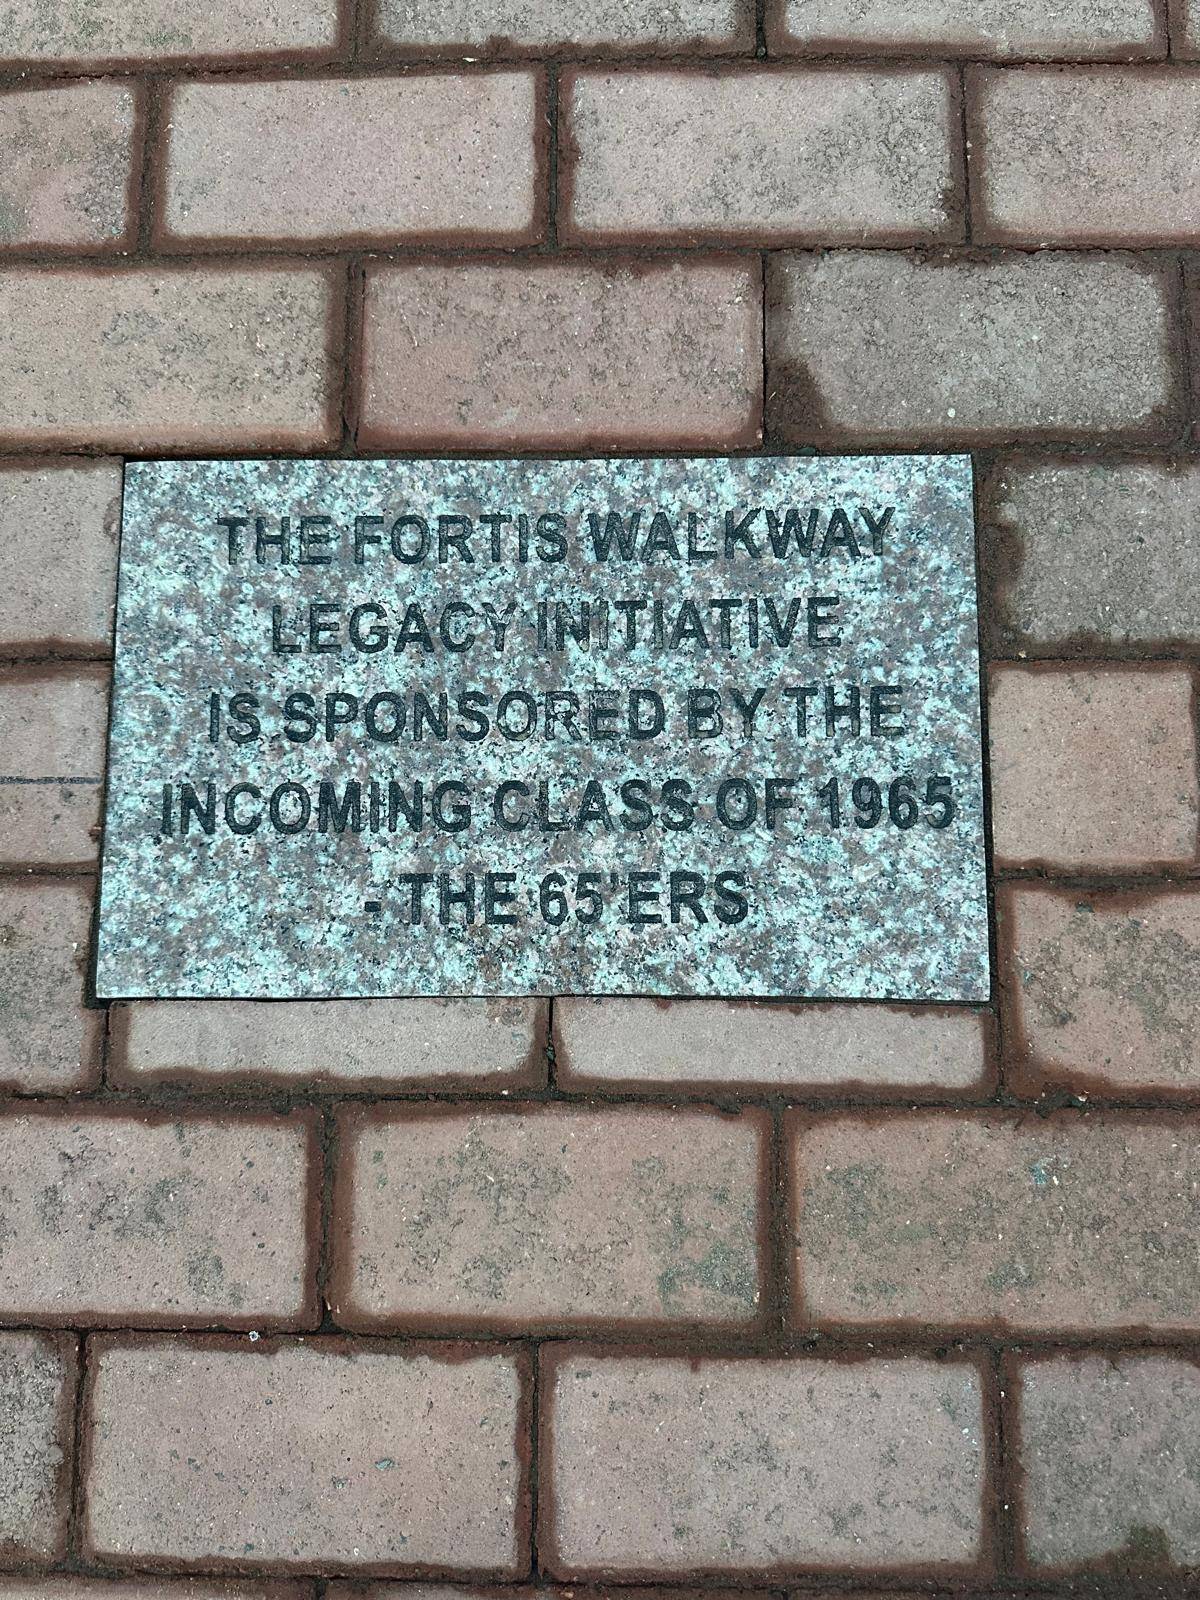 THE FORTIS WALKWAY
LEGACY INITIATIVE
IS SPONSORED BY THE
INCOMING CLASS OF 1965
- THE 65'ERS